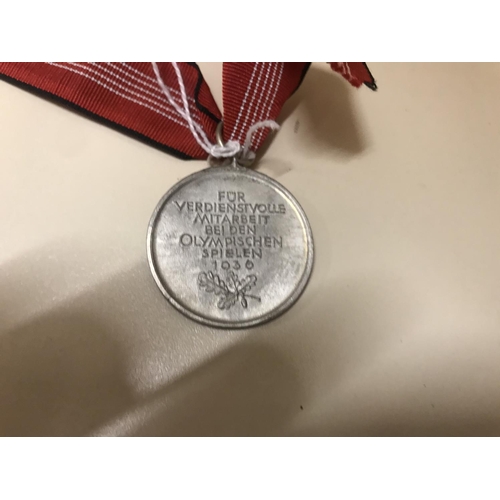 FÜR
VERDIENSTVOLLE
MITARBEIT
BEI DEN
OLYMPISCHEN
SPIELEN
1936